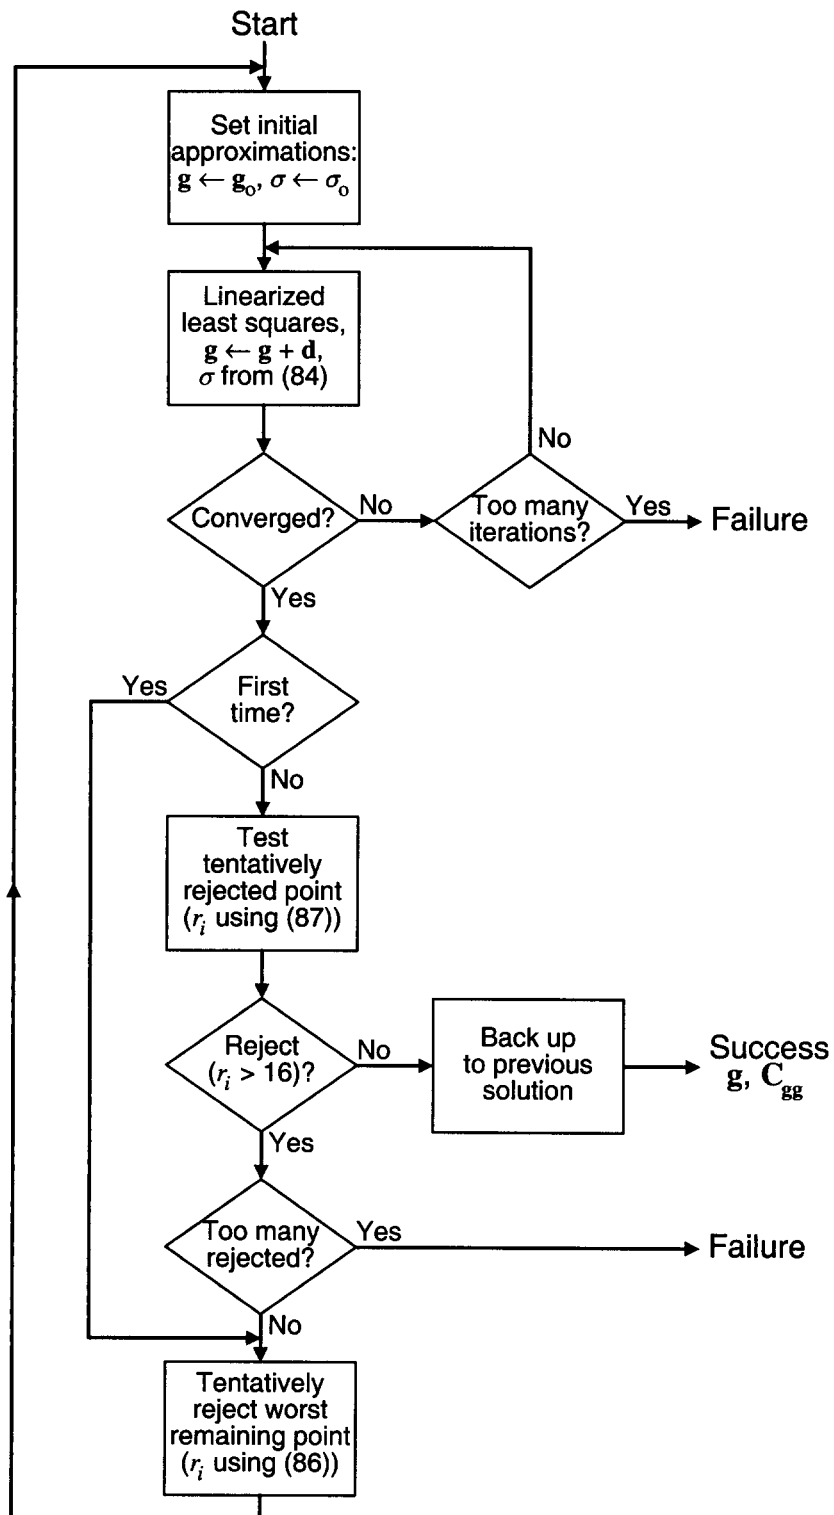 Start
Set initial
approximations:
g ← g₀, σ ← σ₀
Linearized
least squares,
g ← g + d,
σ from (84)
No
Converged?
No
Too many
iterations?
Yes
Failure
Yes
Yes
First
time?
No
Test
tentatively
rejected point
(rᵢ using (87))
Reject
(rᵢ > 16)?
No
Back up
to previous
solution
Success
g, C_gg
Yes
Too many
rejected?
Yes
Failure
No
Tentatively
reject worst
remaining point
(rᵢ using (86))